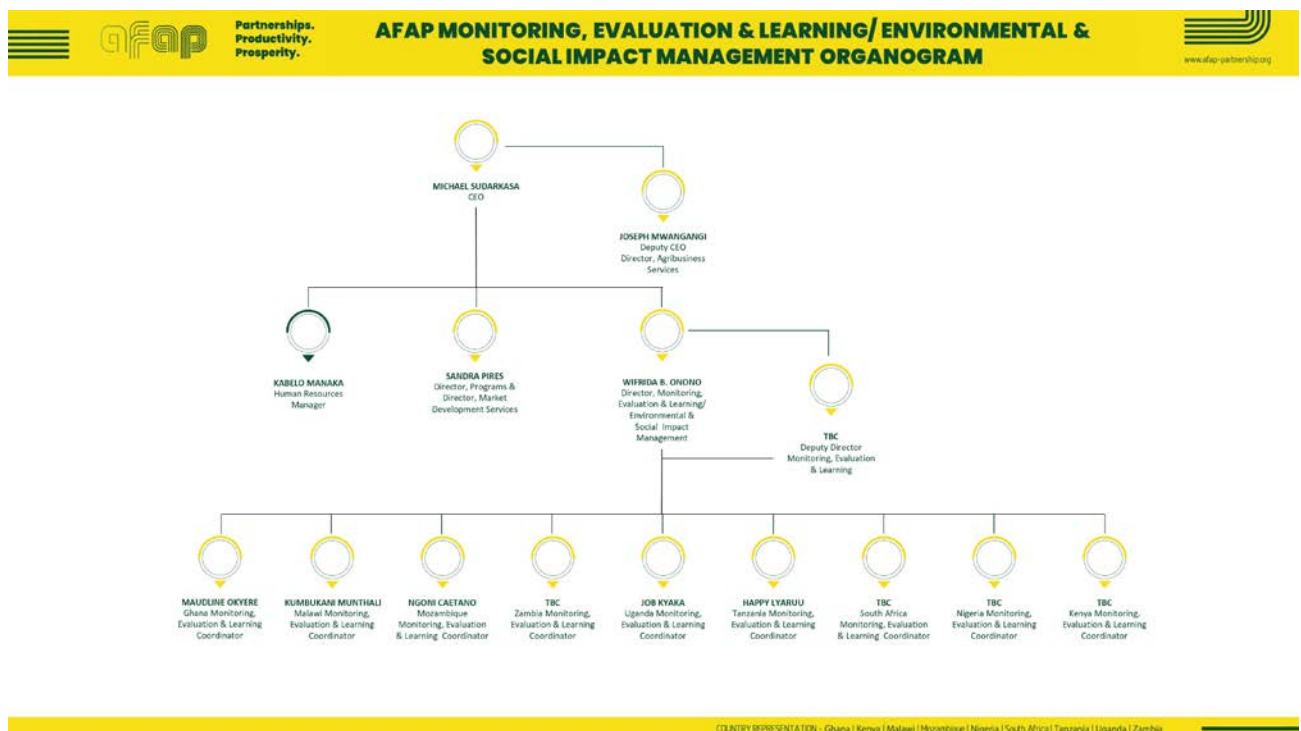 afap
Partnerships.
Productivity.
Prosperity.
AFAP MONITORING, EVALUATION & LEARNING/ ENVIRONMENTAL &
SOCIAL IMPACT MANAGEMENT ORGANOGRAM
www.afap-partnership.org
MICHAEL SUDARKASA
CEO
JOSEPH MWANGANGI
Deputy CEO
Director, Agribusiness
Services
KABELO MANAKA
Human Resources
Manager
SANDRA PIRES
Director, Programs &
Director, Market
Development Services
WIFRIDA B. ONONO
Director, Monitoring,
Evaluation & Learning/
Environmental &
Social Impact
Management
TBC
Deputy Director
Monitoring, Evaluation
& Learning
MAUDLINE OKYERE
Ghana Monitoring,
Evaluation & Learning
Coordinator
KUMBUKANI MUNTHALI
Malawi Monitoring,
Evaluation & Learning
Coordinator
NGONI CAETANO
Mozambique
Monitoring, Evaluation
& Learning Coordinator
TBC
Zambia Monitoring,
Evaluation & Learning
Coordinator
JOB KYAKA
Uganda Monitoring,
Evaluation & Learning
Coordinator
HAPPY LYARUU
Tanzania Monitoring,
Evaluation & Learning
Coordinator
TBC
South Africa
Monitoring, Evaluation
& Learning Coordinator
TBC
Nigeria Monitoring,
Evaluation & Learning
Coordinator
TBC
Kenya Monitoring,
Evaluation & Learning
Coordinator
COUNTRY REPRESENTATION - Ghana | Kenya | Malawi | Mozambique | Nigeria | South Africa | Tanzania | Uganda | Zambia